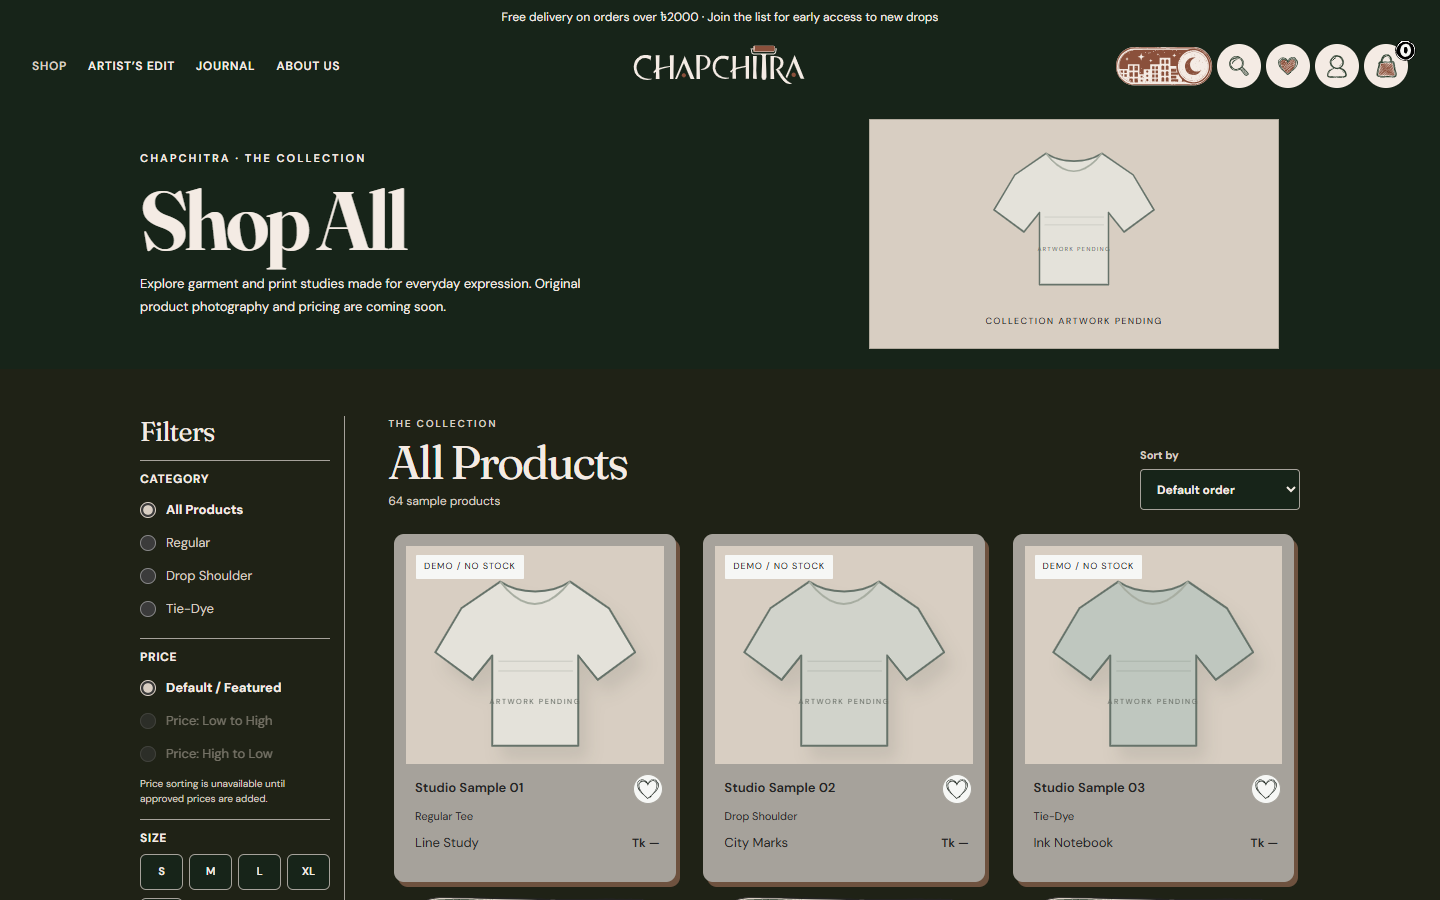 Free delivery on orders over ৳2000 · Join the list for early access to new drops
SHOP ARTIST'S EDIT JOURNAL ABOUT US
CHAPCHITRA
0
CHAPCHITRA · THE COLLECTION
Shop All
Explore garment and print studies made for everyday expression. Original
product photography and pricing are coming soon.
ARTWORK PENDING
COLLECTION ARTWORK PENDING
Filters
CATEGORY
All Products
Regular
Drop Shoulder
Tie-Dye
PRICE
Default / Featured
Price: Low to High
Price: High to Low
Price sorting is unavailable until
approved prices are added.
SIZE
S M L XL
THE COLLECTION
All Products
64 sample products
Sort by
Default order
DEMO / NO STOCK
ARTWORK PENDING
Studio Sample 01
Regular Tee
Line Study Tk —
DEMO / NO STOCK
ARTWORK PENDING
Studio Sample 02
Drop Shoulder
City Marks Tk —
DEMO / NO STOCK
ARTWORK PENDING
Studio Sample 03
Tie-Dye
Ink Notebook Tk —